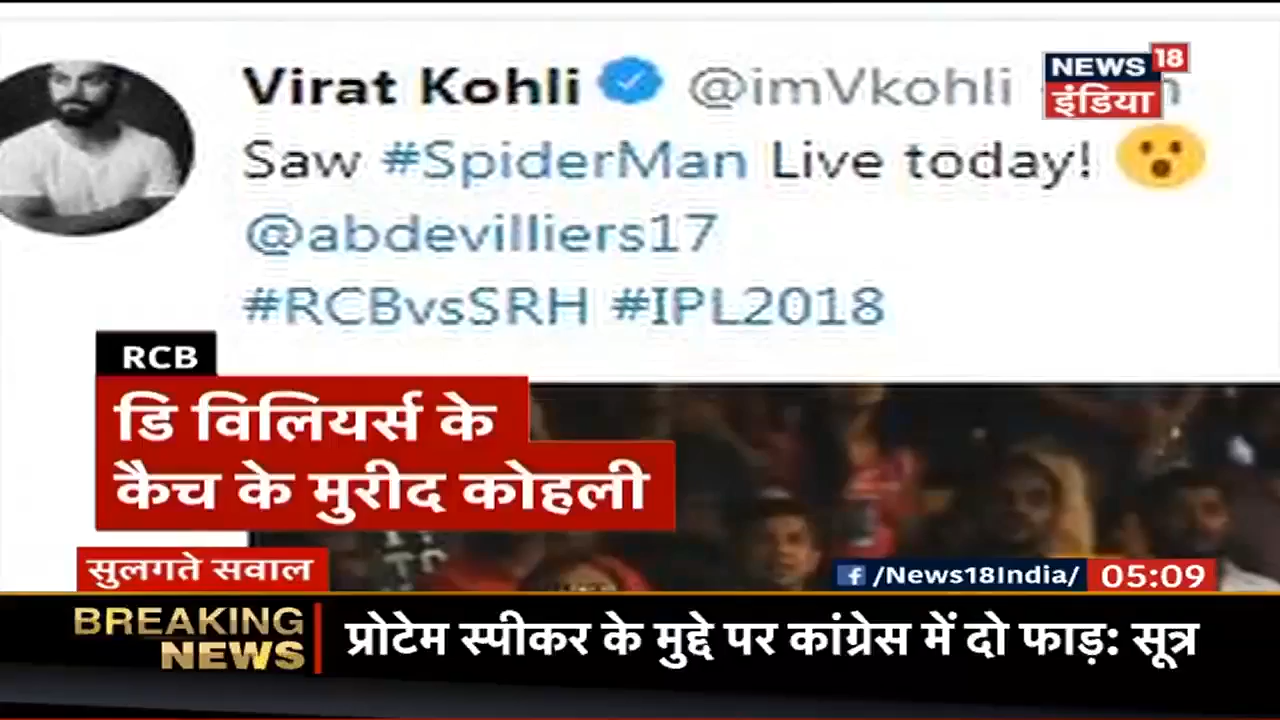 Virat Kohli @imVkohli
NEWS 18
इंडिया
Saw #SpiderMan Live today! 😮
@abdevilliers17
#RCBvsSRH #IPL2018
RCB
डि विलियर्स के
कैच के मुरीद कोहली
सुलगते सवाल
/News18India/ 05:09
BREAKING
NEWS
प्रोटेम स्पीकर के मुद्दे पर कांग्रेस में दो फाड़: सूत्र